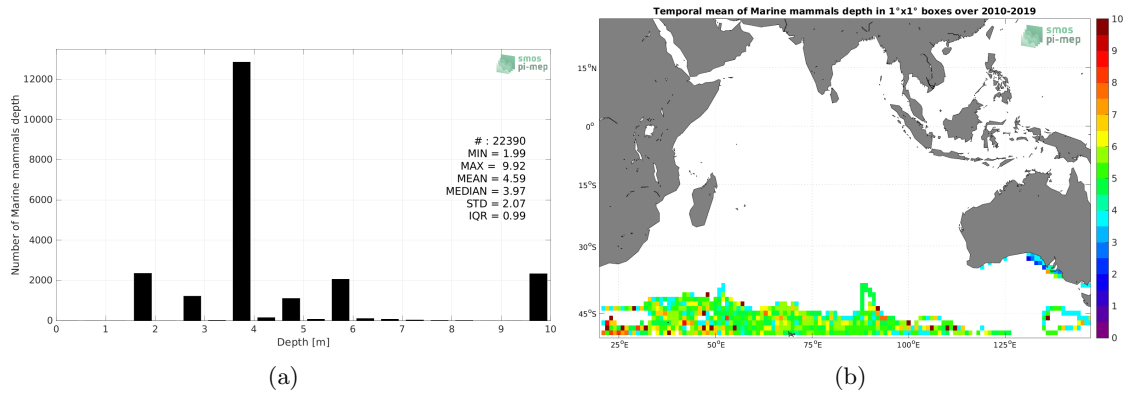 12000
10000
8000
6000
4000
2000
0
Number of Marine mammals depth
smos
pi-mep
# : 22390
MIN = 1.99
MAX = 9.92
MEAN = 4.59
MEDIAN = 3.97
STD = 2.07
IQR = 0.99
0 1 2 3 4 5 6 7 8 9 10
Depth [m]
(a)
Temporal mean of Marine mammals depth in 1°x1° boxes over 2010-2019
smos
pi-mep
15°N
0°
15°S
30°S
45°S
25°E 50°E 75°E 100°E 125°E
10
9
8
7
6
5
4
3
2
1
0
(b)